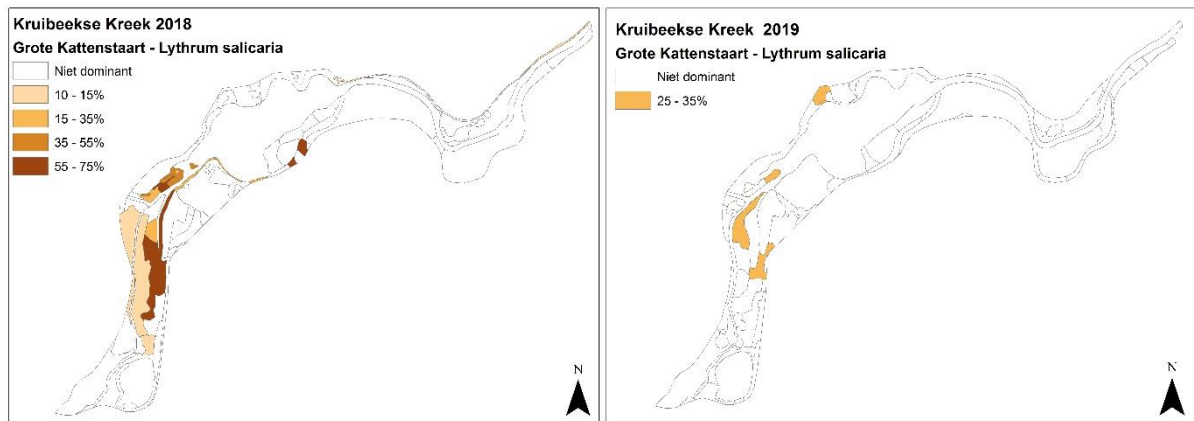 Kruibeekse Kreek 2018
Grote Kattenstaart - Lythrum salicaria
Niet dominant
10 - 15%
15 - 35%
35 - 55%
55 - 75%
N
Kruibeekse Kreek 2019
Grote Kattenstaart - Lythrum salicaria
Niet dominant
25 - 35%
N